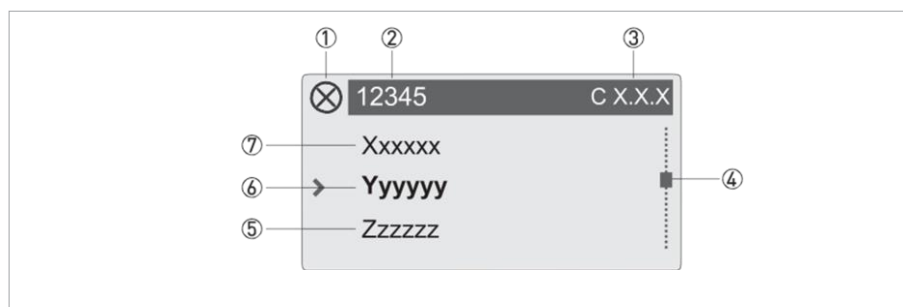 ① ② ③
12345 C X.X.X
⑦ Xxxxxx
⑥ > Yyyyyy ④
⑤ Zzzzzz